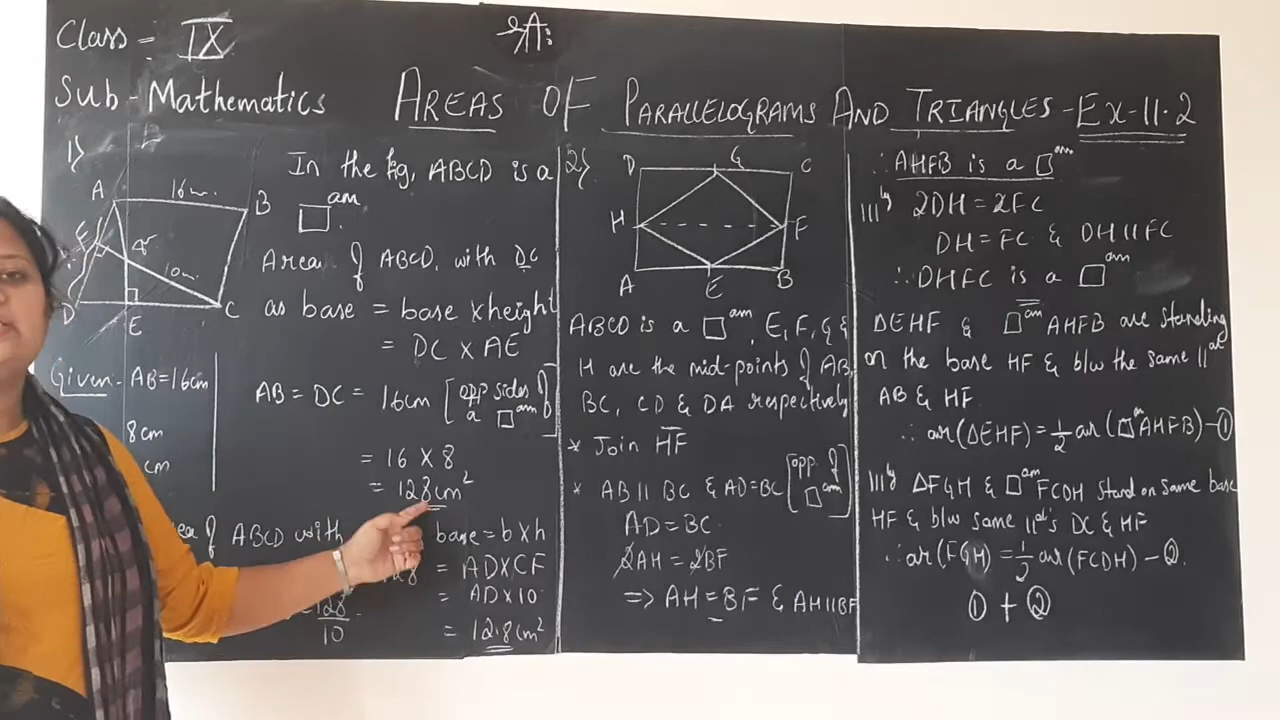 Class - IX
Sub-Mathematics
AREAS OF PARALLELOGRAMS AND TRIANGLES - Ex-11.2
1)
A
16cm
B
F
8
10cm
D
E
C
Given - AB=16cm
8cm
cm
In the fig, ABCD is a
□am
Area of ABCD, with DC
as base = base x height
= DC x AE
AB = DC = 16cm [opp sides of
a □am]
= 16 x 8
= 128cm²
of ABCD with
base = b x h
128 = AD x CF
= AD x 10
128
10
= 12.8cm²
2)
D
G
C
H
F
A
E
B
ABCD is a □am, E, F, G &
H are the mid-points of AB,
BC, CD & DA respectively
* Join HF
* AB || BC & AD=BC [opp. of
□am]
AD = BC
2AH = 2BF
=> AH = BF & AH || BF
∴ AHFB is a □am
|||ly 2DH = 2FC
DH = FC & DH || FC
∴ DHFC is a □am
ΔEHF & □am AHFB are standing
on the base HF & b/w the same ||al
AB & HF
∴ ar(ΔEHF) = 1/2 ar(□m AHFB) - ①
|||ly ΔFGH & □am FCDH stand on same base
HF & b/w same ||al's DC & HF
∴ ar(FGH) = 1/2 ar(FCDH) - ②
① + ②